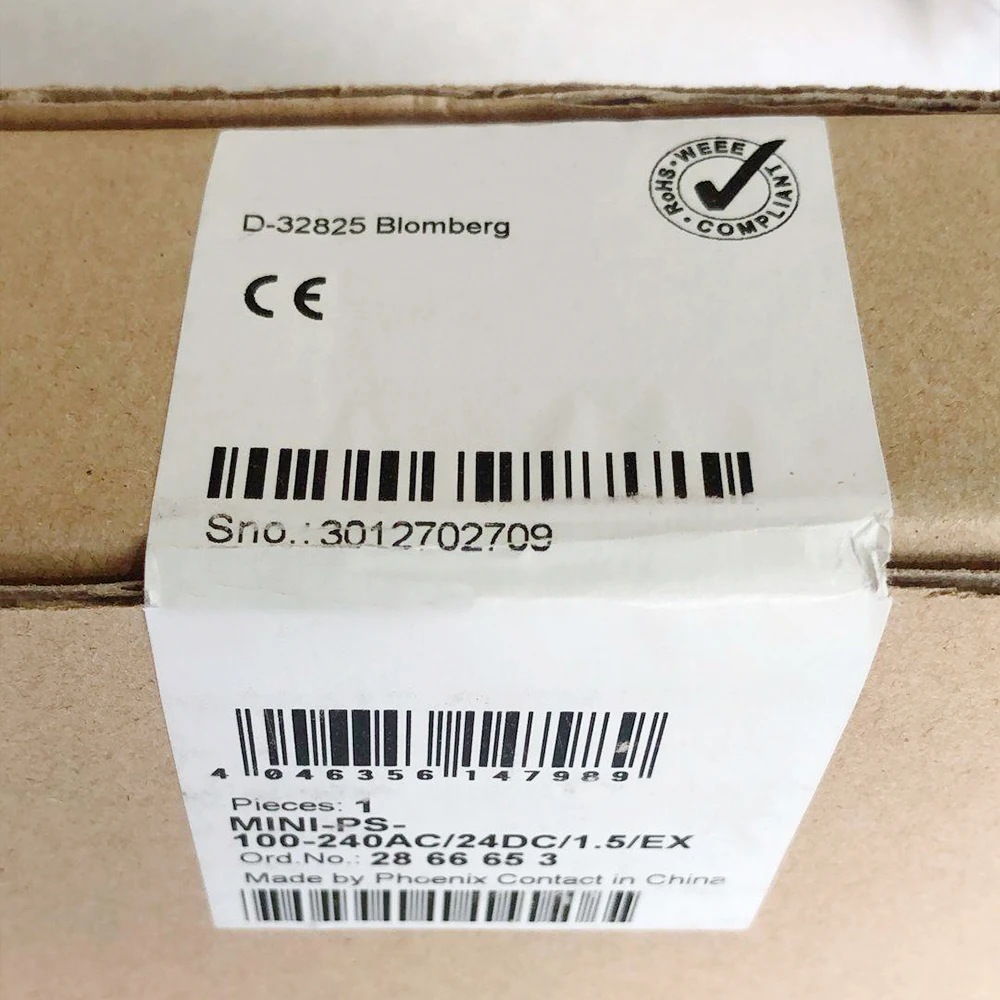 WEEE · COMPLIANT · RoHS ·
D-32825 Blomberg
CE
Sno.:3012702709
4 046356 147989
Pieces: 1
MINI-PS-
100-240AC/24DC/1.5/EX
Ord.No.: 28 66 65 3
Made by Phoenix Contact in China